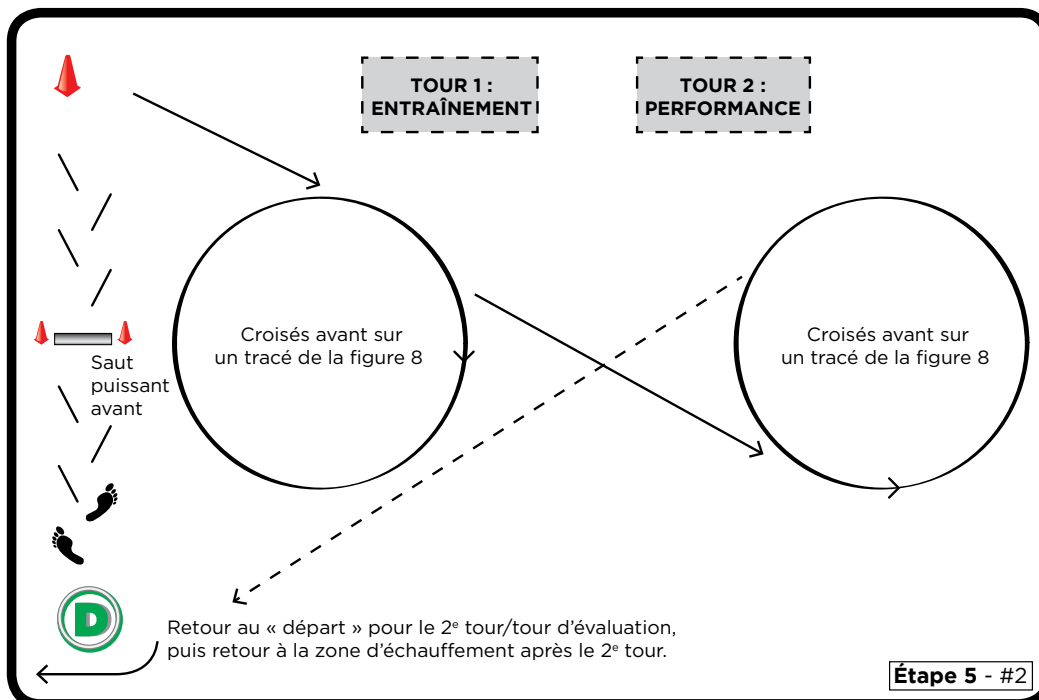 TOUR 1 :
ENTRAÎNEMENT
TOUR 2 :
PERFORMANCE
Croisés avant sur
un tracé de la figure 8
Croisés avant sur
un tracé de la figure 8
Saut
puissant
avant
D
Retour au « départ » pour le 2e tour/tour d’évaluation,
puis retour à la zone d’échauffement après le 2e tour.
Étape 5 - #2